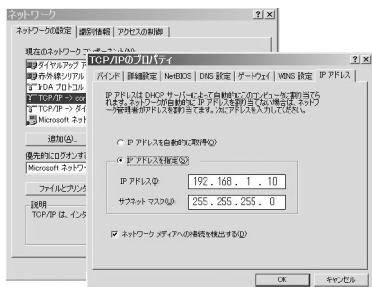 ネットワーク
ネットワークの設定 識別情報 アクセスの制御
現在のネットワーク コンポーネント(N):
ダイヤルアップ ア
赤外線シリアル
IrDA プロトコル
TCP/IP -> con
TCP/IP -> ダイ
Microsoft ネット
追加(A)..
優先的にログオンす
Microsoft ネットワー
ファイルとプリンタ
説明
TCP/IP は、インタ
TCP/IPのプロパティ
バインド 詳細設定 NetBIOS DNS 設定 ゲートウェイ WINS 設定 IP アドレス
IP アドレスは DHCP サーバーによって自動的にこのコンピュータに割り当てら
れます。ネットワークが自動的に IP アドレスを割り当てない場合は、ネットワ
ーク管理者がアドレスを割り当てます。次にアドレスを入力してください。
IP アドレスを自動的に取得(O)
IP アドレスを指定(S)
IP アドレス(I):
192.168. 1 . 10
サブネット マスク(U):
255.255.255. 0
ネットワーク メディアへの接続を検出する(D)
OK キャンセル